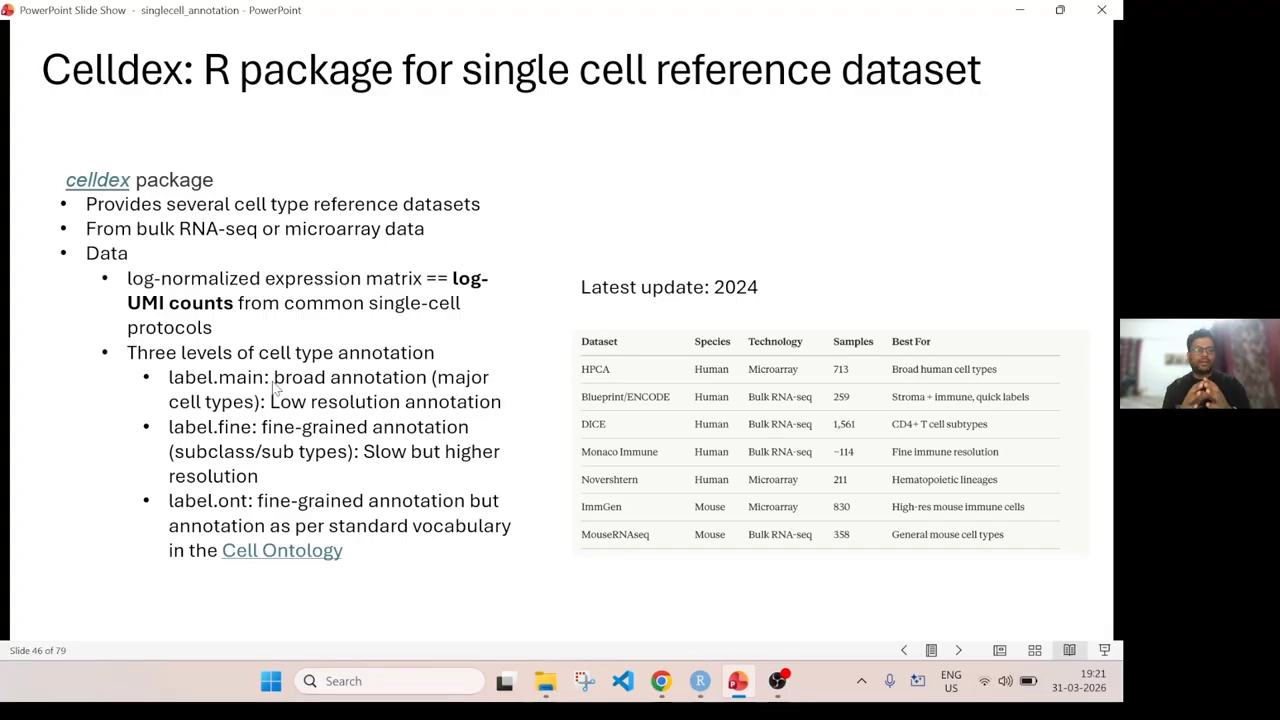 PowerPoint Slide Show - singlecell_annotation - PowerPoint
Celldex: R package for single cell reference dataset
celldex package
• Provides several cell type reference datasets
• From bulk RNA-seq or microarray data
• Data
• log-normalized expression matrix == log-
UMI counts from common single-cell
protocols
• Three levels of cell type annotation
• label.main: broad annotation (major
cell types): Low resolution annotation
• label.fine: fine-grained annotation
(subclass/sub types): Slow but higher
resolution
• label.ont: fine-grained annotation but
annotation as per standard vocabulary
in the Cell Ontology
Latest update: 2024
Dataset Species Technology Samples Best For
HPCA Human Microarray 713 Broad human cell types
Blueprint/ENCODE Human Bulk RNA-seq 259 Stroma + immune, quick labels
DICE Human Bulk RNA-seq 1,561 CD4+ T cell subtypes
Monaco Immune Human Bulk RNA-seq ~114 Fine immune resolution
Novershtern Human Microarray 211 Hematopoietic lineages
ImmGen Mouse Microarray 830 High-res mouse immune cells
MouseRNAseq Mouse Bulk RNA-seq 358 General mouse cell types
Slide 46 of 79
Search
ENG
US
19:21
31-03-2026